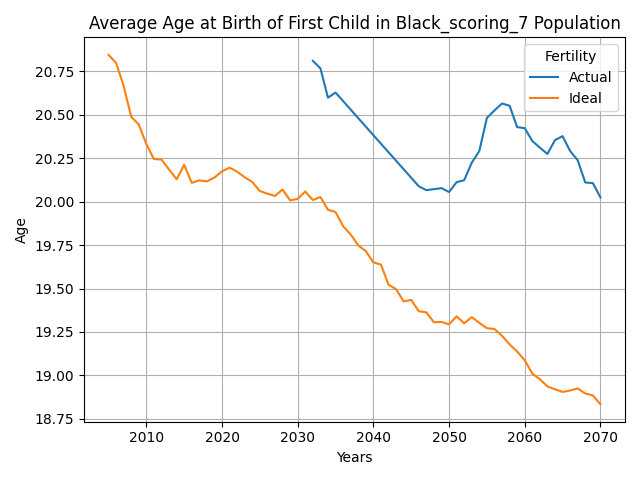 Average Age at Birth of First Child in Black_scoring_7 Population
Fertility
Actual
Ideal
20.75
20.50
20.25
20.00
19.75
19.50
19.25
19.00
18.75
Age
2010 2020 2030 2040 2050 2060 2070
Years